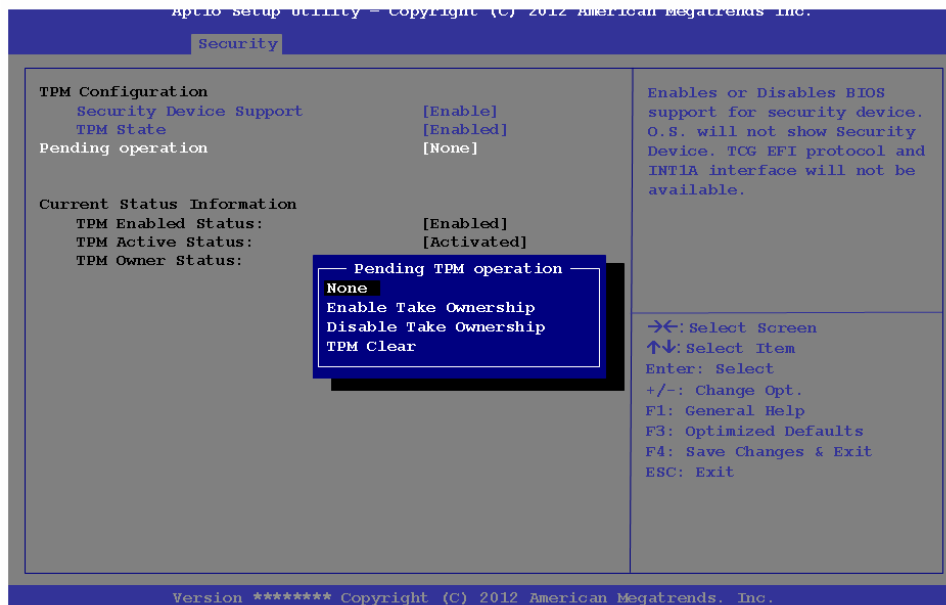 Aptio Setup Utility – Copyright (C) 2012 American Megatrends Inc.
Security
TPM Configuration
Security Device Support [Enable]
TPM State [Enabled]
Pending operation [None]
Current Status Information
TPM Enabled Status: [Enabled]
TPM Active Status: [Activated]
TPM Owner Status:
Pending TPM operation
None
Enable Take Ownership
Disable Take Ownership
TPM Clear
Enables or Disables BIOS
support for security device.
O.S. will not show Security
Device. TCG EFI protocol and
INT1A interface will not be
available.
→←: Select Screen
↑↓: Select Item
Enter: Select
+/-: Change Opt.
F1: General Help
F3: Optimized Defaults
F4: Save Changes & Exit
ESC: Exit
Version ******** Copyright (C) 2012 American Megatrends. Inc.